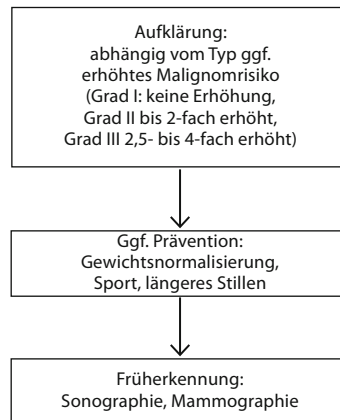 Aufklärung:
abhängig vom Typ ggf.
erhöhtes Malignomrisiko
(Grad I: keine Erhöhung,
Grad II bis 2-fach erhöht,
Grad III 2,5- bis 4-fach erhöht)
Ggf. Prävention:
Gewichtsnormalisierung,
Sport, längeres Stillen
Früherkennung:
Sonographie, Mammographie